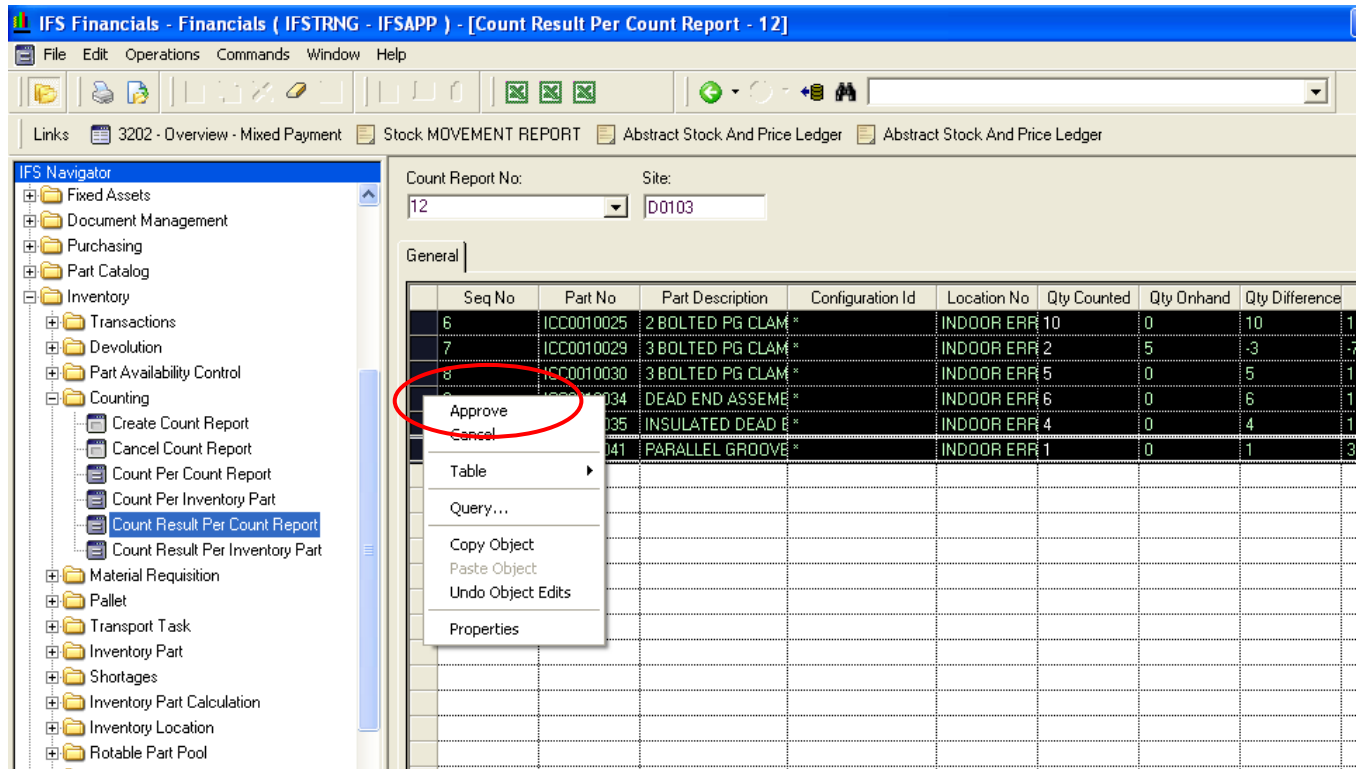 IFS Financials - Financials ( IFSTRNG - IFSAPP ) - [Count Result Per Count Report - 12]
File Edit Operations Commands Window Help
Links 3202 - Overview - Mixed Payment Stock MOVEMENT REPORT Abstract Stock And Price Ledger Abstract Stock And Price Ledger
IFS Navigator
Fixed Assets
Document Management
Purchasing
Part Catalog
Inventory
Transactions
Devolution
Part Availability Control
Counting
Create Count Report
Cancel Count Report
Count Per Count Report
Count Per Inventory Part
Count Result Per Count Report
Count Result Per Inventory Part
Material Requisition
Pallet
Transport Task
Inventory Part
Shortages
Inventory Part Calculation
Inventory Location
Rotable Part Pool
Count Report No: Site:
12 D0103
General
Seq No Part No Part Description Configuration Id Location No Qty Counted Qty Onhand Qty Difference
6 ICC0010025 2 BOLTED PG CLAM * INDOOR ERR 10 0 10 1
7 ICC0010029 3 BOLTED PG CLAM * INDOOR ERR 2 5 -3 -7
8 ICC0010030 3 BOLTED PG CLAM * INDOOR ERR 5 0 5 1
034 DEAD END ASSEME * INDOOR ERR 6 0 6 1
035 INSULATED DEAD E * INDOOR ERR 4 0 4 1
041 PARALLEL GROOVE * INDOOR ERR 1 0 1 3
Approve
Cancel
Table
Query...
Copy Object
Paste Object
Undo Object Edits
Properties